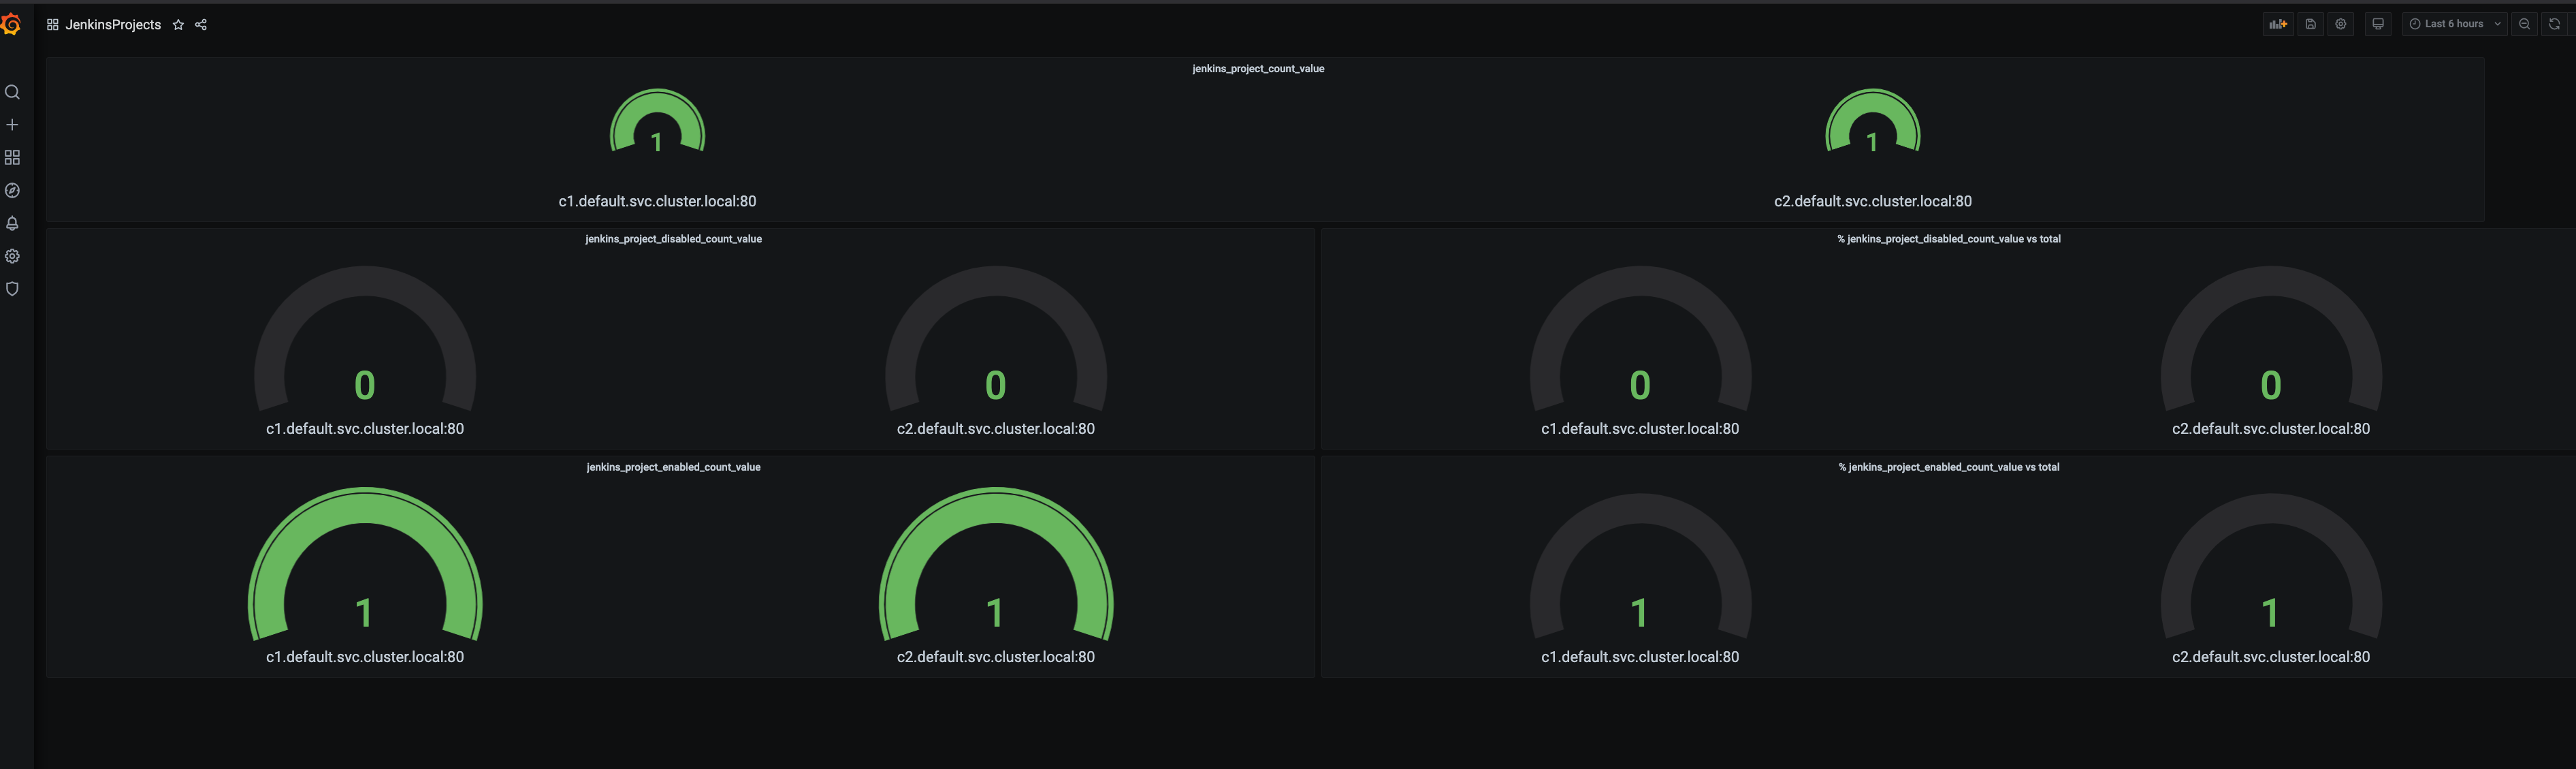 JenkinsProjects
Last 6 hours
jenkins_project_count_value
1
1
c1.default.svc.cluster.local:80
c2.default.svc.cluster.local:80
jenkins_project_disabled_count_value
% jenkins_project_disabled_count_value vs total
0
0
0
0
c1.default.svc.cluster.local:80
c2.default.svc.cluster.local:80
c1.default.svc.cluster.local:80
c2.default.svc.cluster.local:80
jenkins_project_enabled_count_value
% jenkins_project_enabled_count_value vs total
1
1
1
1
c1.default.svc.cluster.local:80
c2.default.svc.cluster.local:80
c1.default.svc.cluster.local:80
c2.default.svc.cluster.local:80